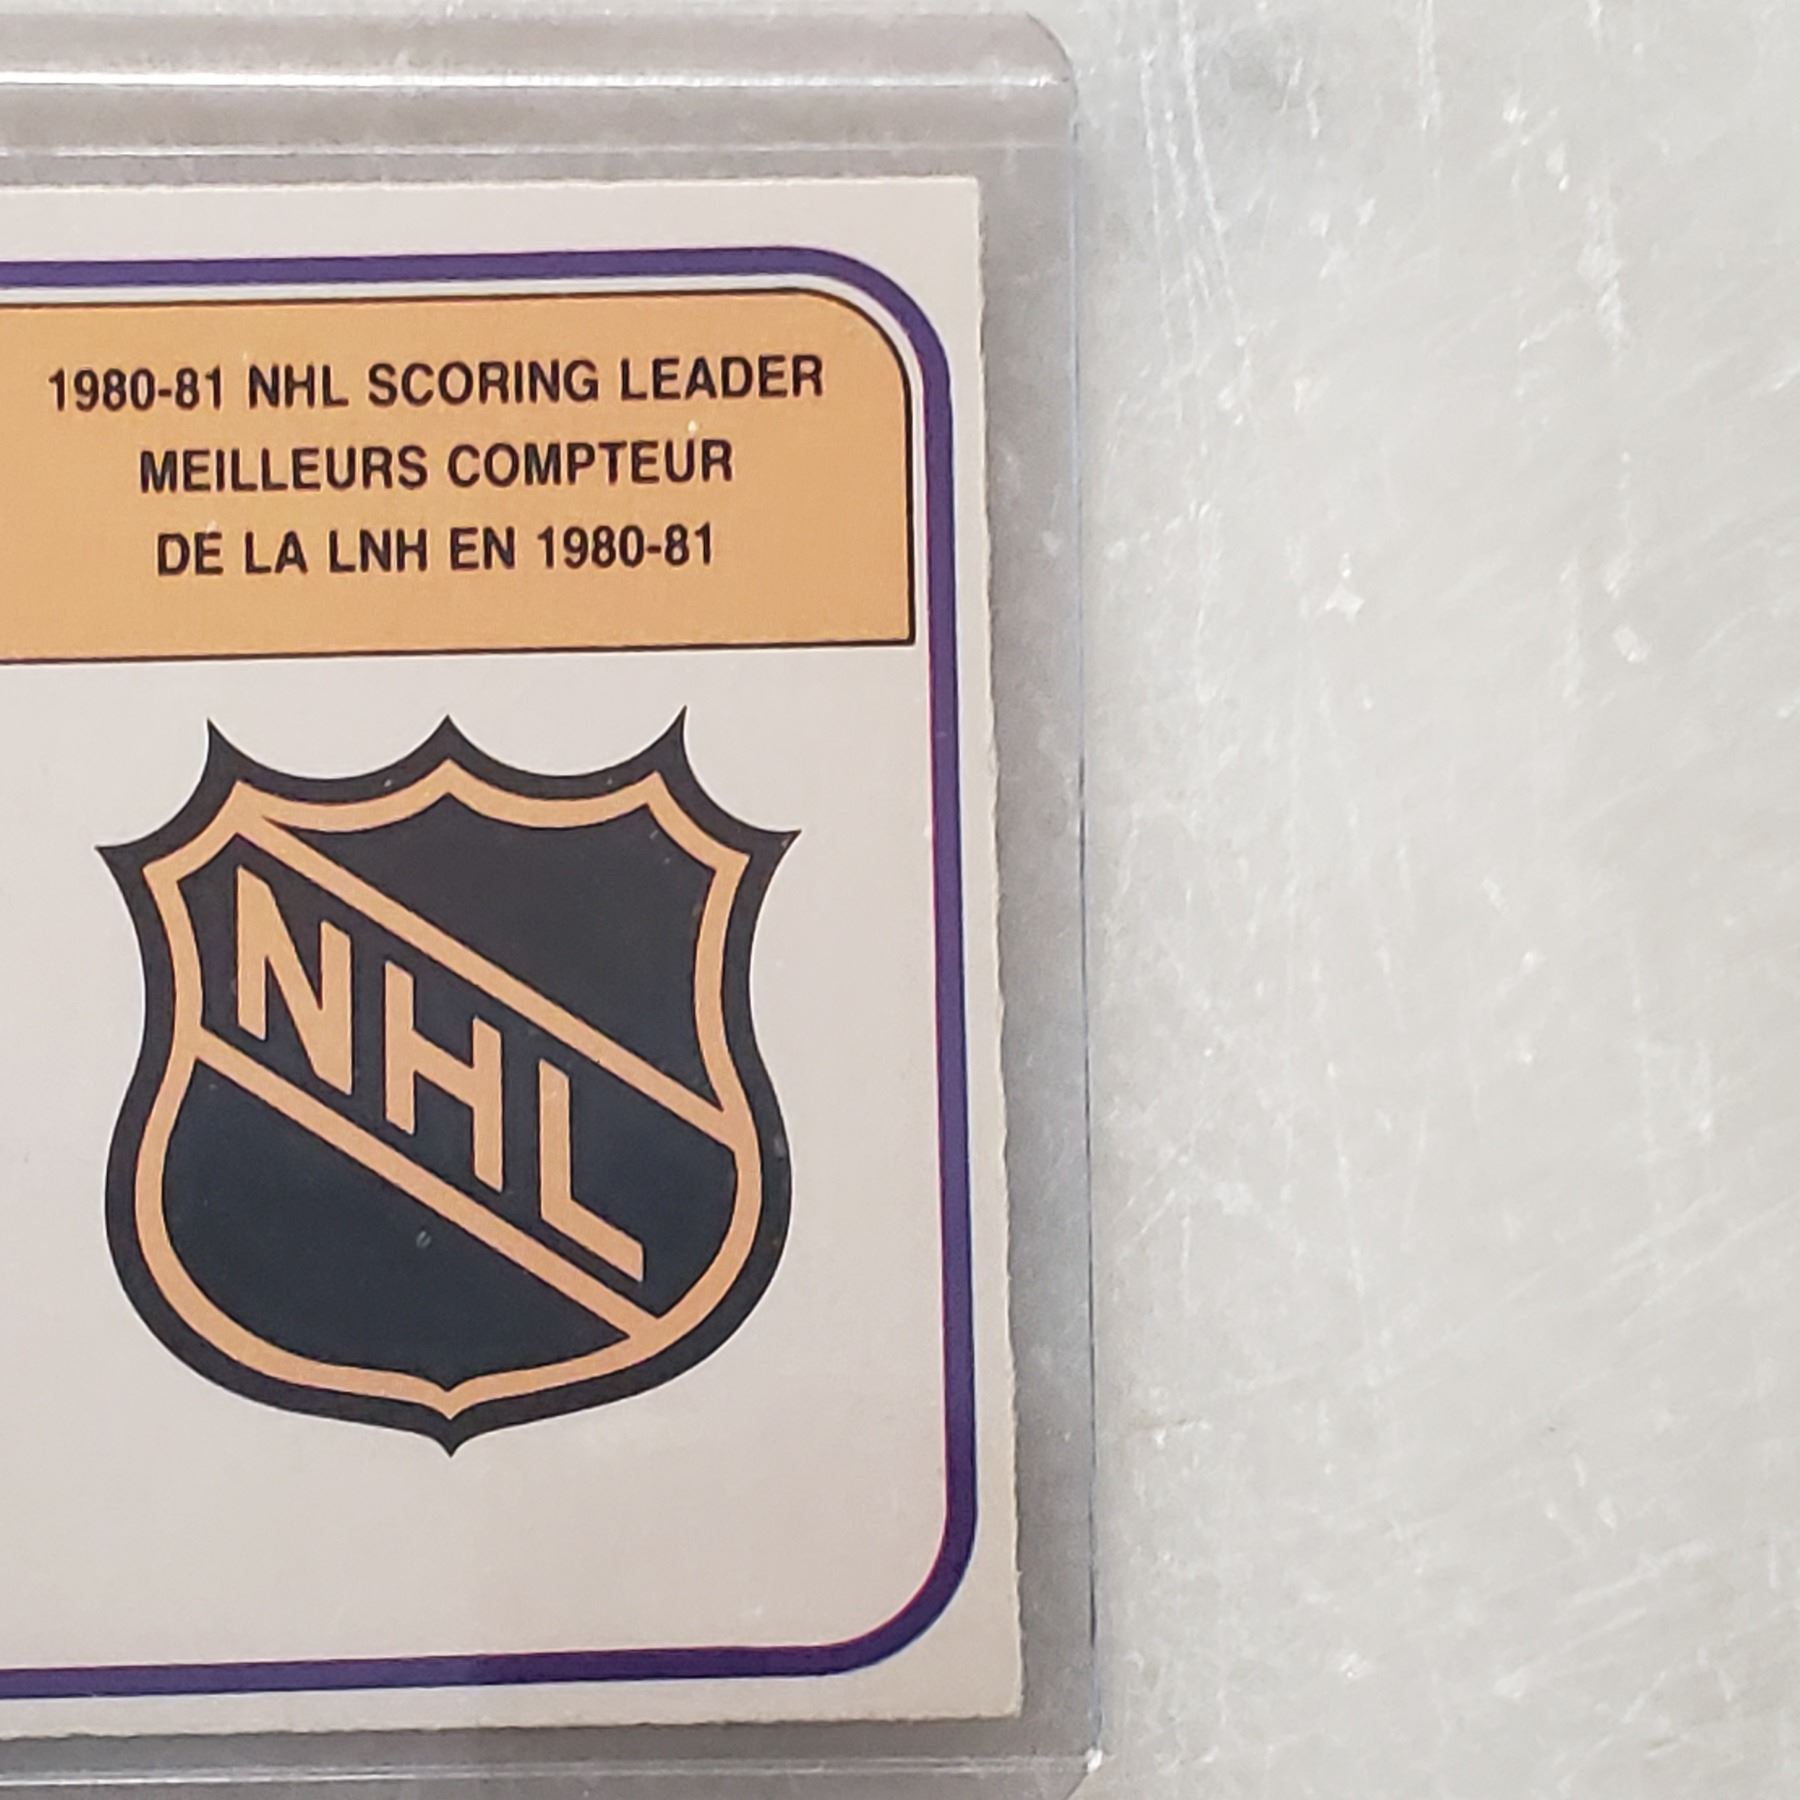 1980-81 NHL SCORING LEADER
MEILLEURS COMPTEUR
DE LA LNH EN 1980-81
NHL